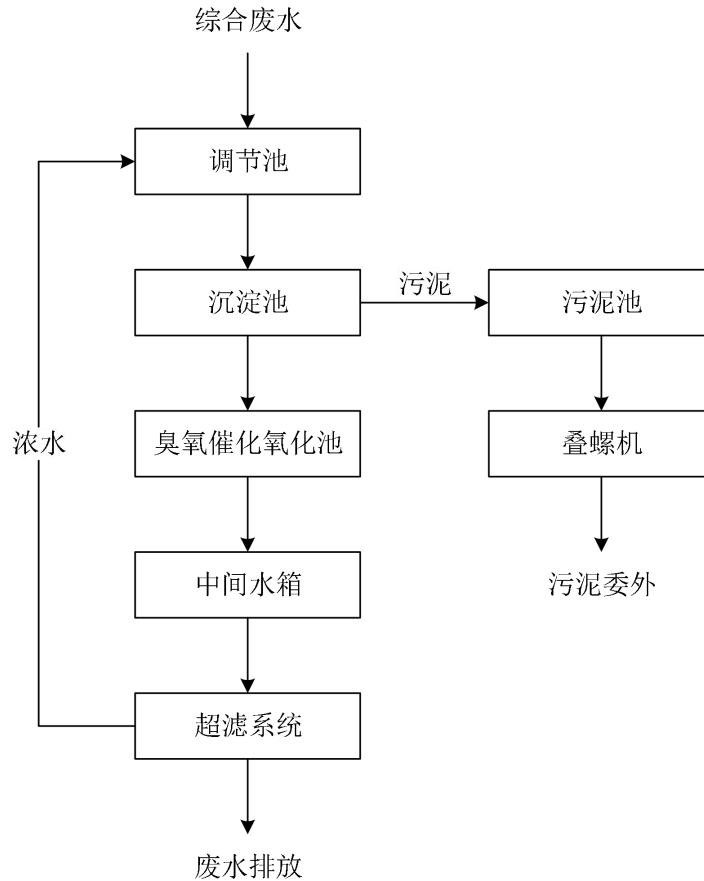 综合废水
调节池
沉淀池
污泥
污泥池
臭氧催化氧化池
叠螺机
浓水
中间水箱
污泥委外
超滤系统
废水排放